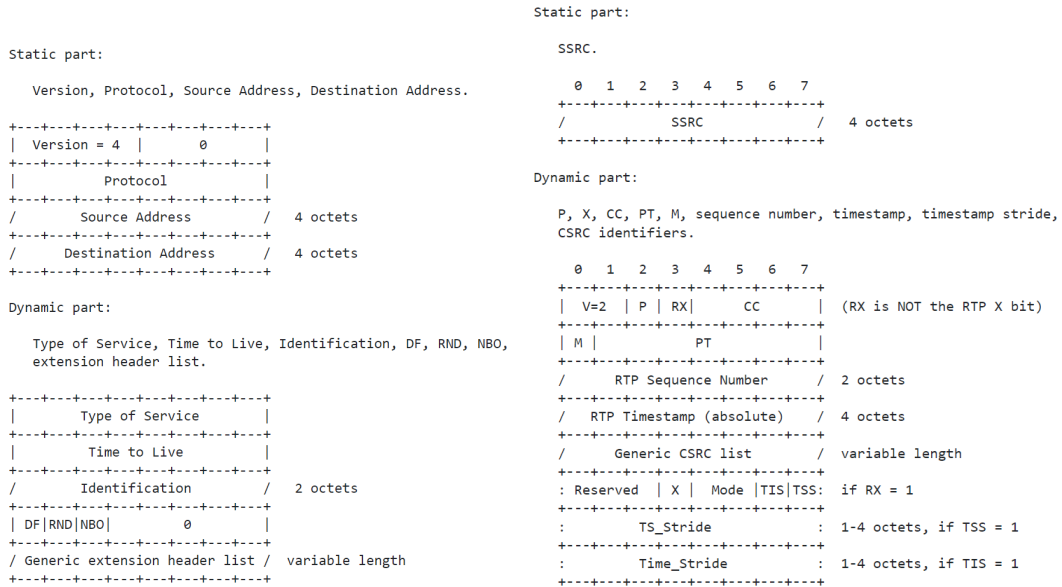 Static part:
Version, Protocol, Source Address, Destination Address.
+---+---+---+---+---+---+---+---+
|  Version = 4  |       0       |
+---+---+---+---+---+---+---+---+
|           Protocol            |
+---+---+---+---+---+---+---+---+
/        Source Address         /   4 octets
+---+---+---+---+---+---+---+---+
/      Destination Address      /   4 octets
+---+---+---+---+---+---+---+---+
Dynamic part:
Type of Service, Time to Live, Identification, DF, RND, NBO,
extension header list.
+---+---+---+---+---+---+---+---+
|        Type of Service        |
+---+---+---+---+---+---+---+---+
|         Time to Live          |
+---+---+---+---+---+---+---+---+
/        Identification         /   2 octets
+---+---+---+---+---+---+---+---+
| DF|RND|NBO|         0         |
+---+---+---+---+---+---+---+---+
/ Generic extension header list /  variable length
+---+---+---+---+---+---+---+---+
Static part:
SSRC.
0   1   2   3   4   5   6   7
+---+---+---+---+---+---+---+---+
/             SSRC              /   4 octets
+---+---+---+---+---+---+---+---+
Dynamic part:
P, X, CC, PT, M, sequence number, timestamp, timestamp stride,
CSRC identifiers.
0   1   2   3   4   5   6   7
+---+---+---+---+---+---+---+---+
|  V=2  | P | RX|      CC       |  (RX is NOT the RTP X bit)
+---+---+---+---+---+---+---+---+
| M |            PT             |
+---+---+---+---+---+---+---+---+
/      RTP Sequence Number      /  2 octets
+---+---+---+---+---+---+---+---+
/   RTP Timestamp (absolute)    /  4 octets
+---+---+---+---+---+---+---+---+
/      Generic CSRC list        /  variable length
+---+---+---+---+---+---+---+---+
: Reserved  | X |  Mode |TIS|TSS:  if RX = 1
+---+---+---+---+---+---+---+---+
:         TS_Stride             :  1-4 octets, if TSS = 1
+---+---+---+---+---+---+---+---+
:         Time_Stride           :  1-4 octets, if TIS = 1
+---+---+---+---+---+---+---+---+